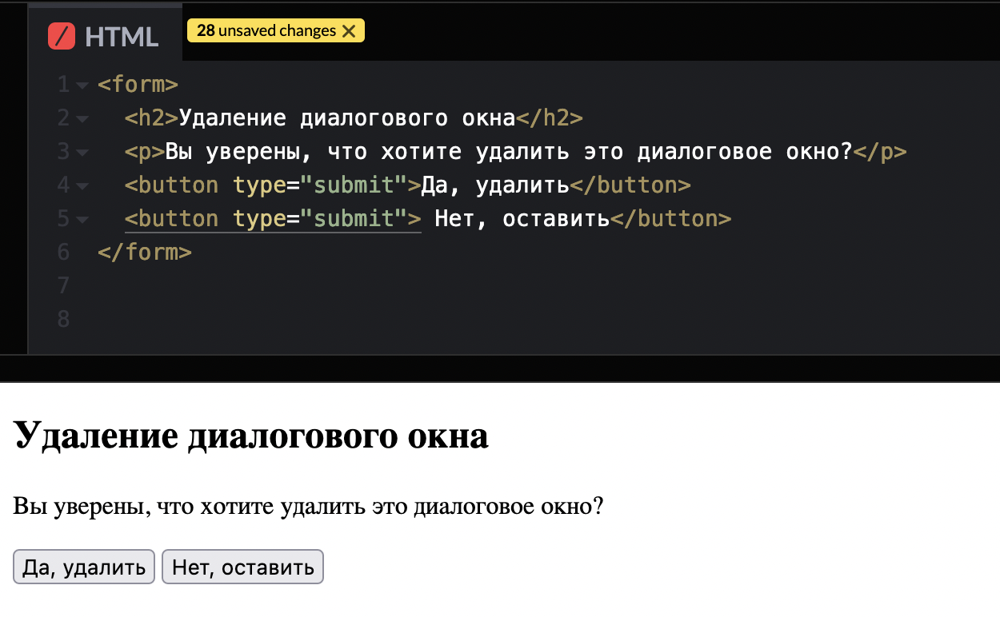 HTML
28 unsaved changes
1 <form>
2 <h2>Удаление диалогового окна</h2>
3 <p>Вы уверены, что хотите удалить это диалоговое окно?</p>
4 <button type="submit">Да, удалить</button>
5 <button type="submit"> Нет, оставить</button>
6 </form>
7
8
Удаление диалогового окна
Вы уверены, что хотите удалить это диалоговое окно?
Да, удалить Нет, оставить